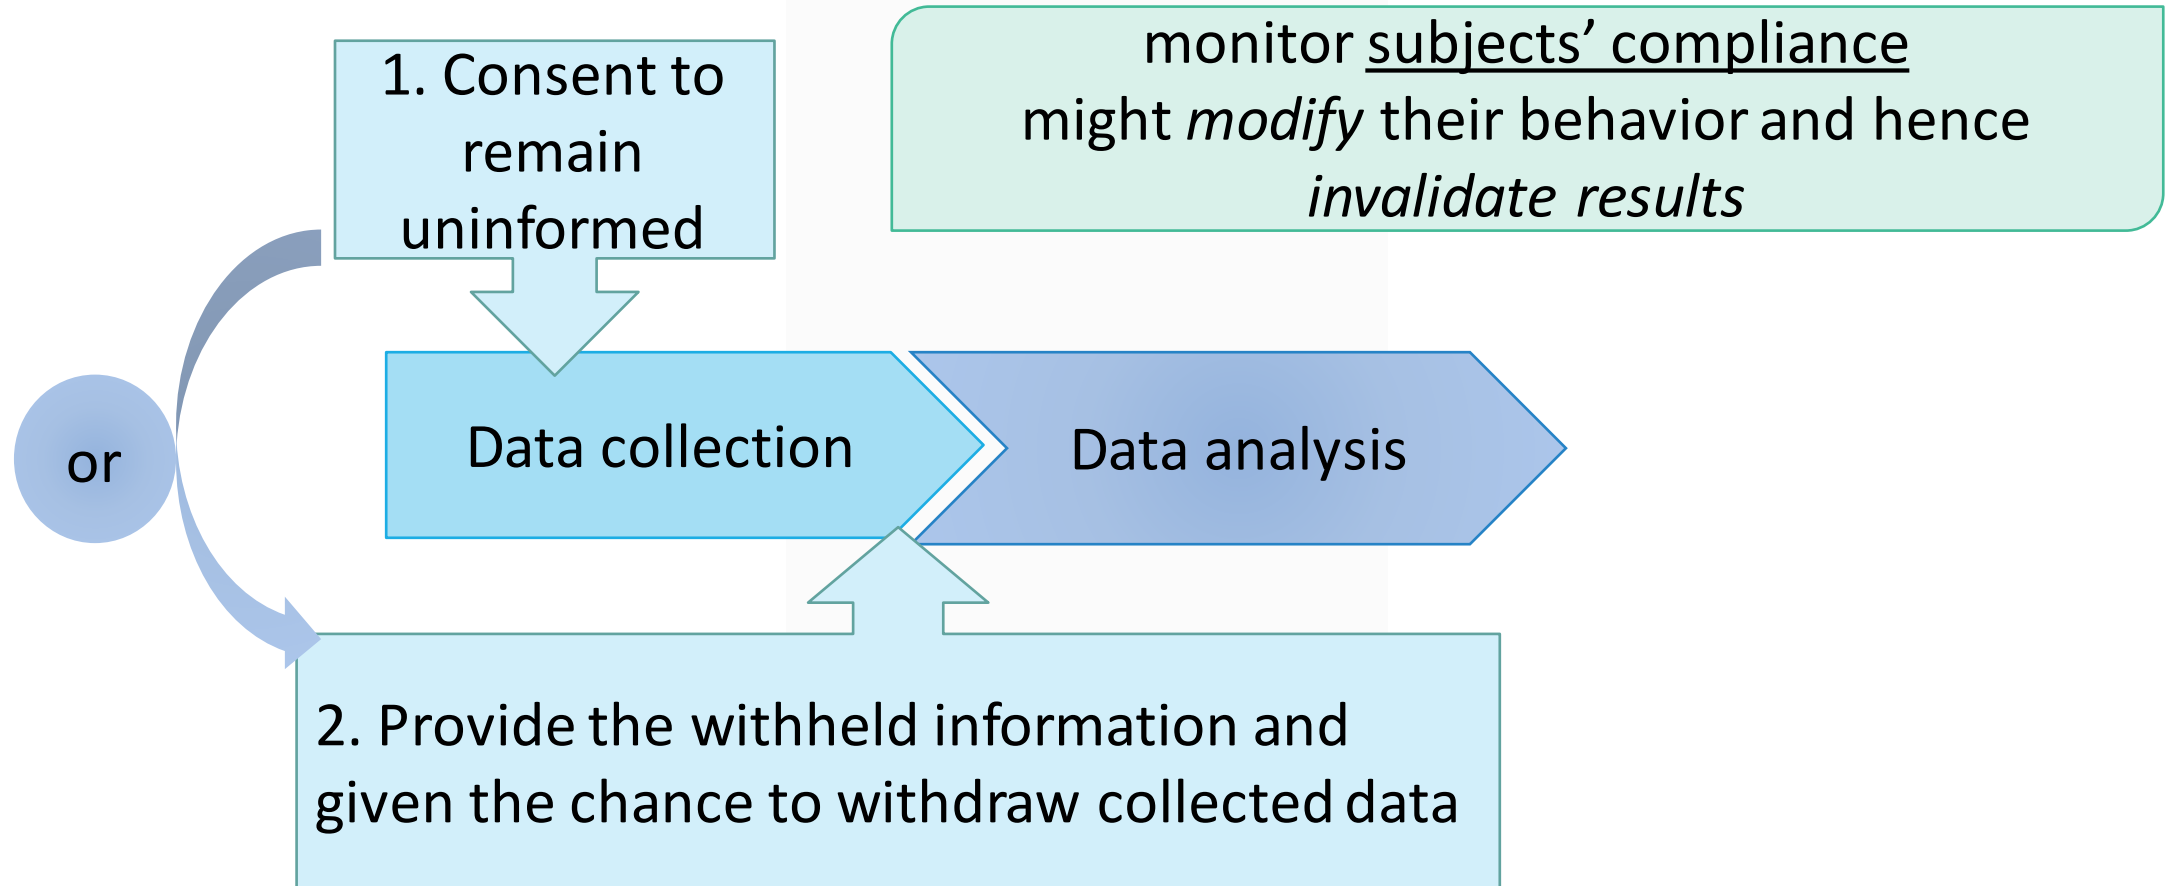 1. Consent to
remain
uninformed
monitor subjects’ compliance
might modify their behavior and hence
invalidate results
or
Data collection
Data analysis
2. Provide the withheld information and
given the chance to withdraw collected data